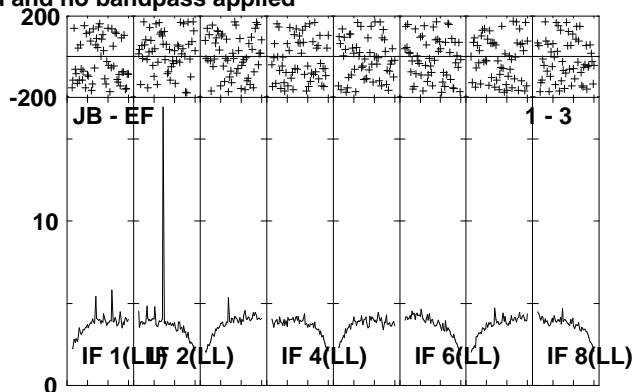 and no bandpass applied
200
-200
JB - EF 1 - 3
10
IF 1(LL) IF 2(LL) IF 4(LL) IF 6(LL) IF 8(LL)
0